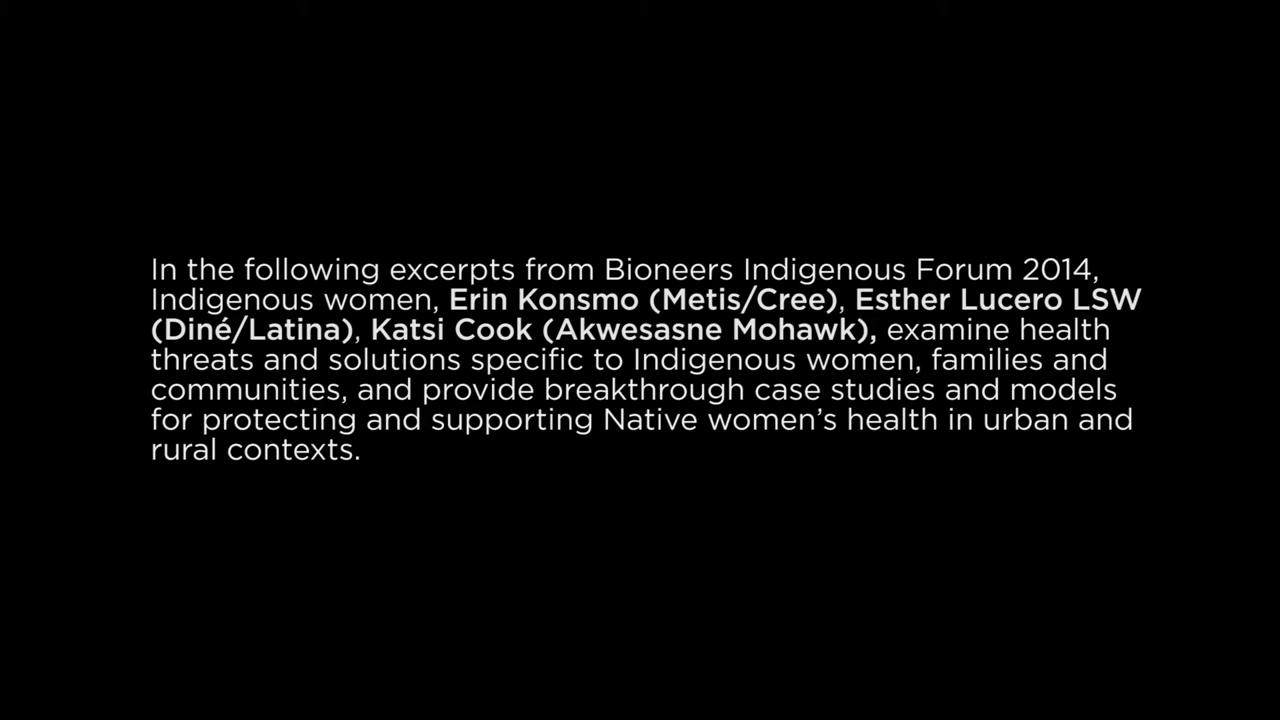 In the following excerpts from Bioneers Indigenous Forum 2014,
Indigenous women, Erin Konsmo (Metis/Cree), Esther Lucero LSW
(Diné/Latina), Katsi Cook (Akwesasne Mohawk), examine health
threats and solutions specific to Indigenous women, families and
communities, and provide breakthrough case studies and models
for protecting and supporting Native women’s health in urban and
rural contexts.